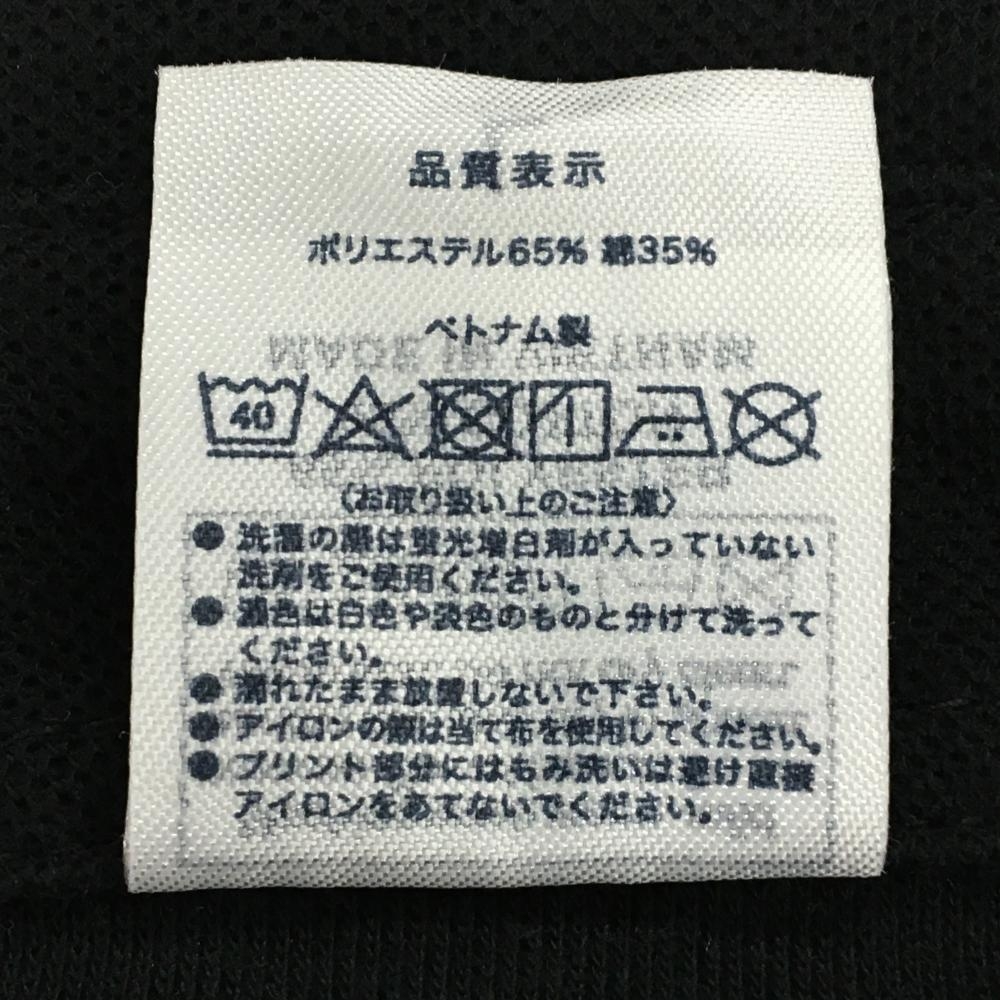 品質表示
ポリエステル65% 綿35%
ベトナム製
40
〈お取り扱い上のご注意〉
● 洗濯の際は蛍光増白剤が入っていない
洗剤をご使用ください。
● 濃色は白色や淡色のものと分けて洗って
ください。
● 濡れたまま放置しないで下さい。
● アイロンの際は当て布を使用してください。
● プリント部分にはもみ洗いは避け直接
アイロンをあてないでください。